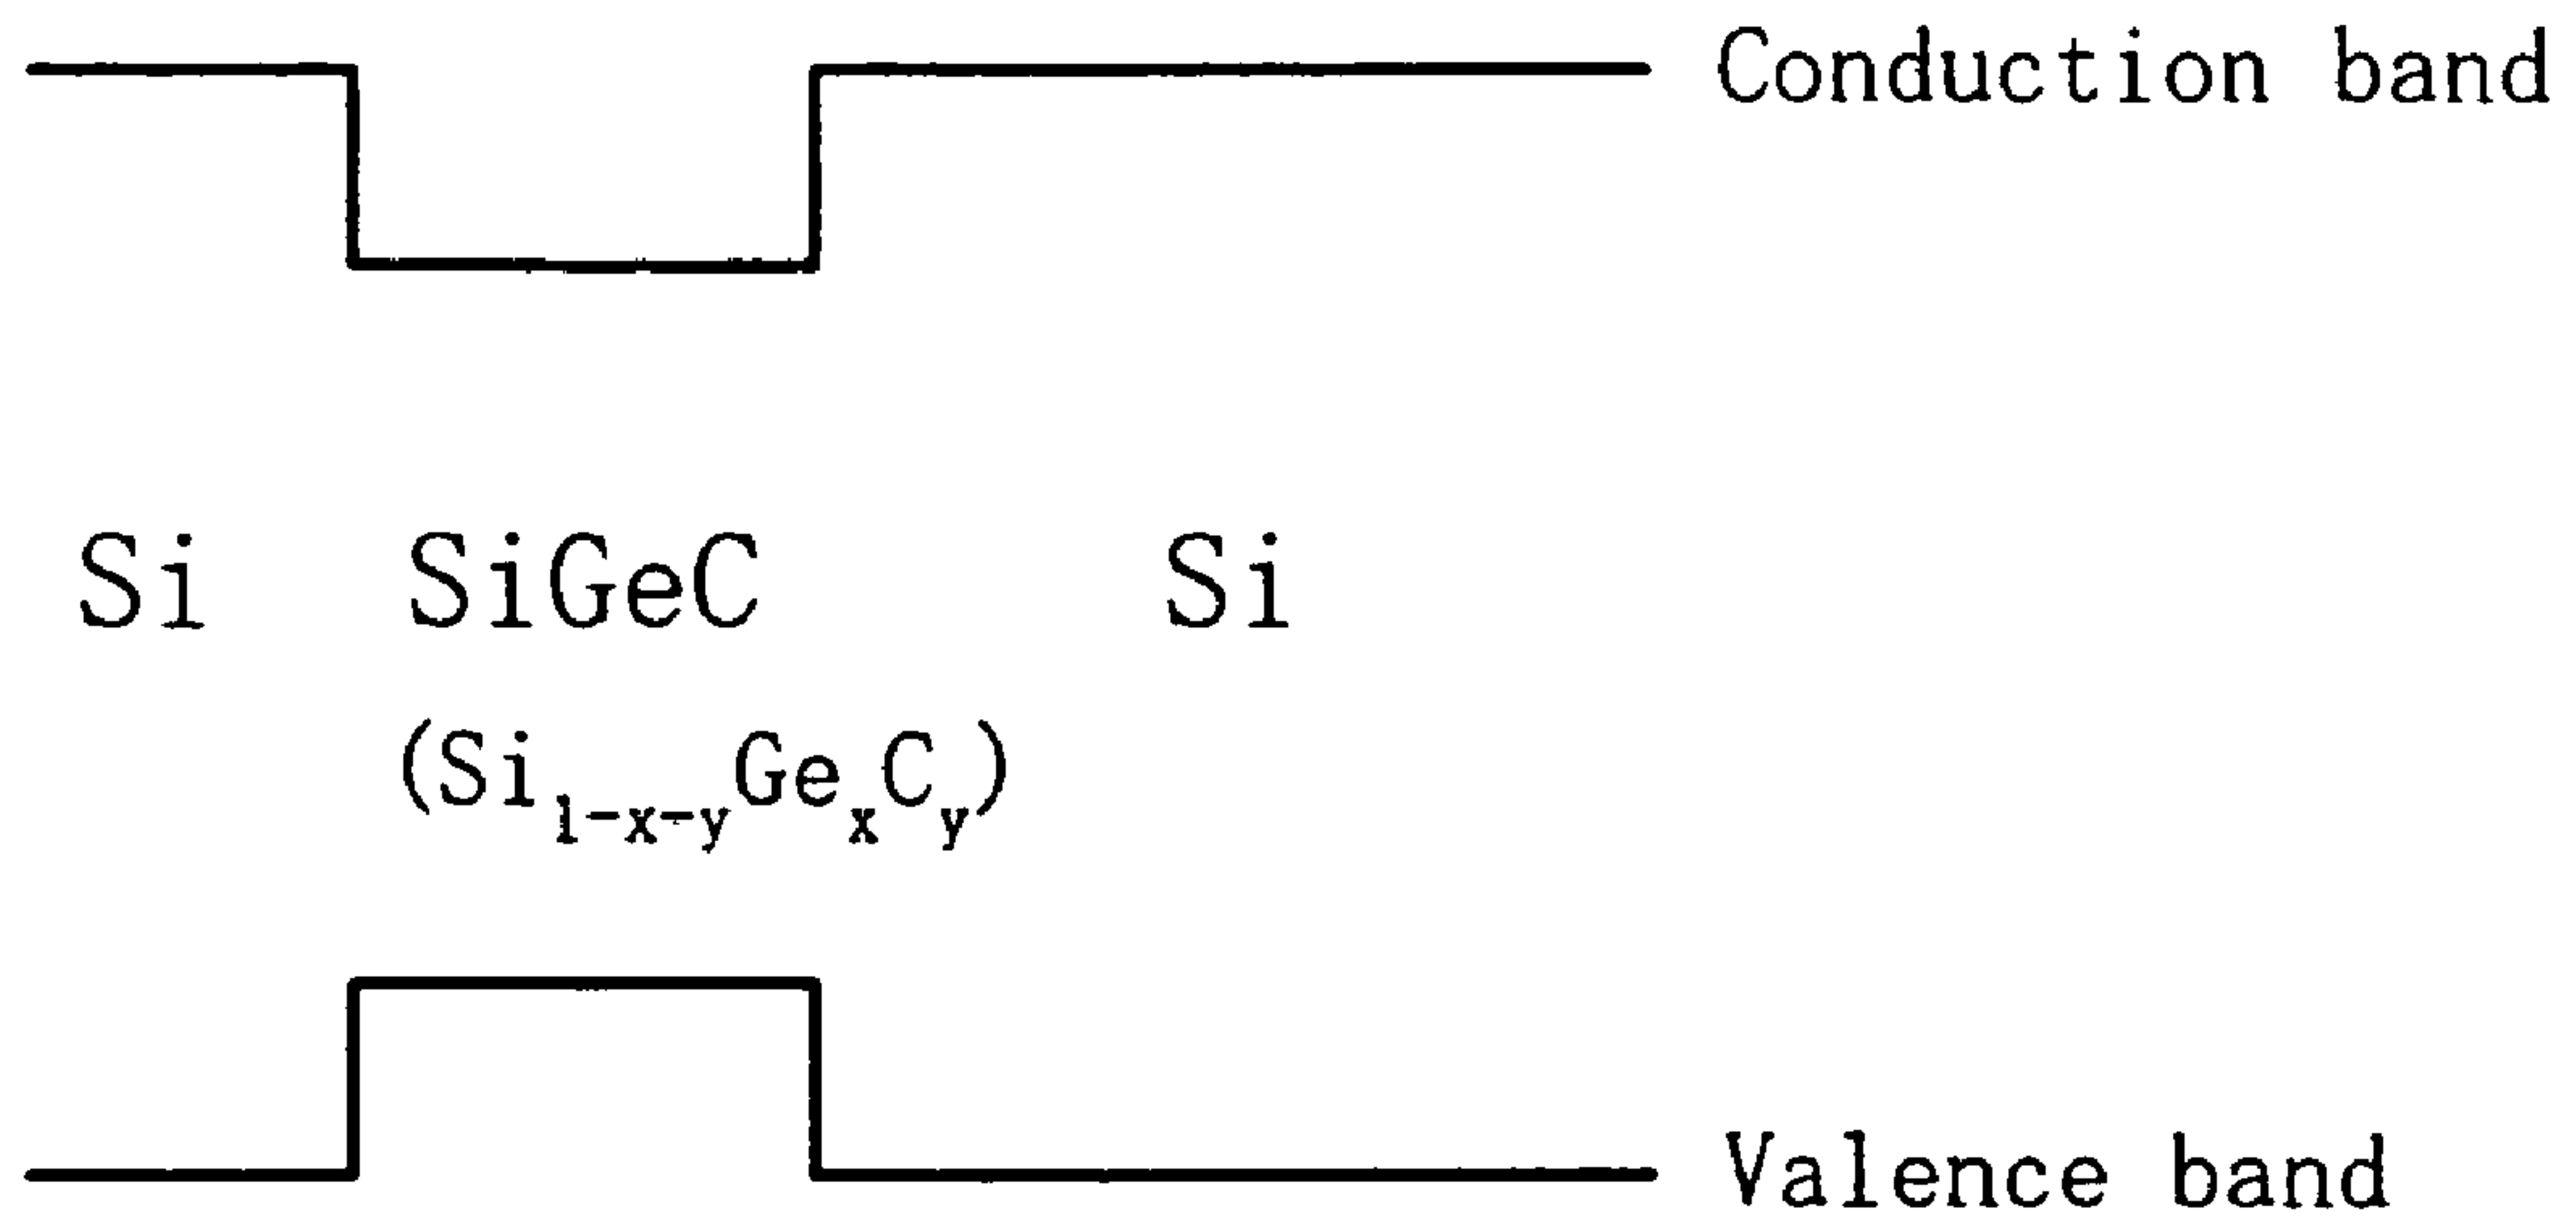 Conduction band
Si SiGeC Si
(Si1-x-yGexCy)
Valence band